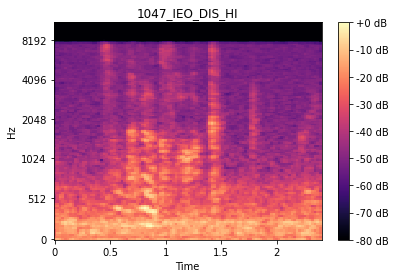 1047_IEO_DIS_HI
8192
4096
2048
1024
512
0
Hz
0
0.5
1
1.5
2
Time
+0 dB
-10 dB
-20 dB
-30 dB
-40 dB
-50 dB
-60 dB
-70 dB
-80 dB